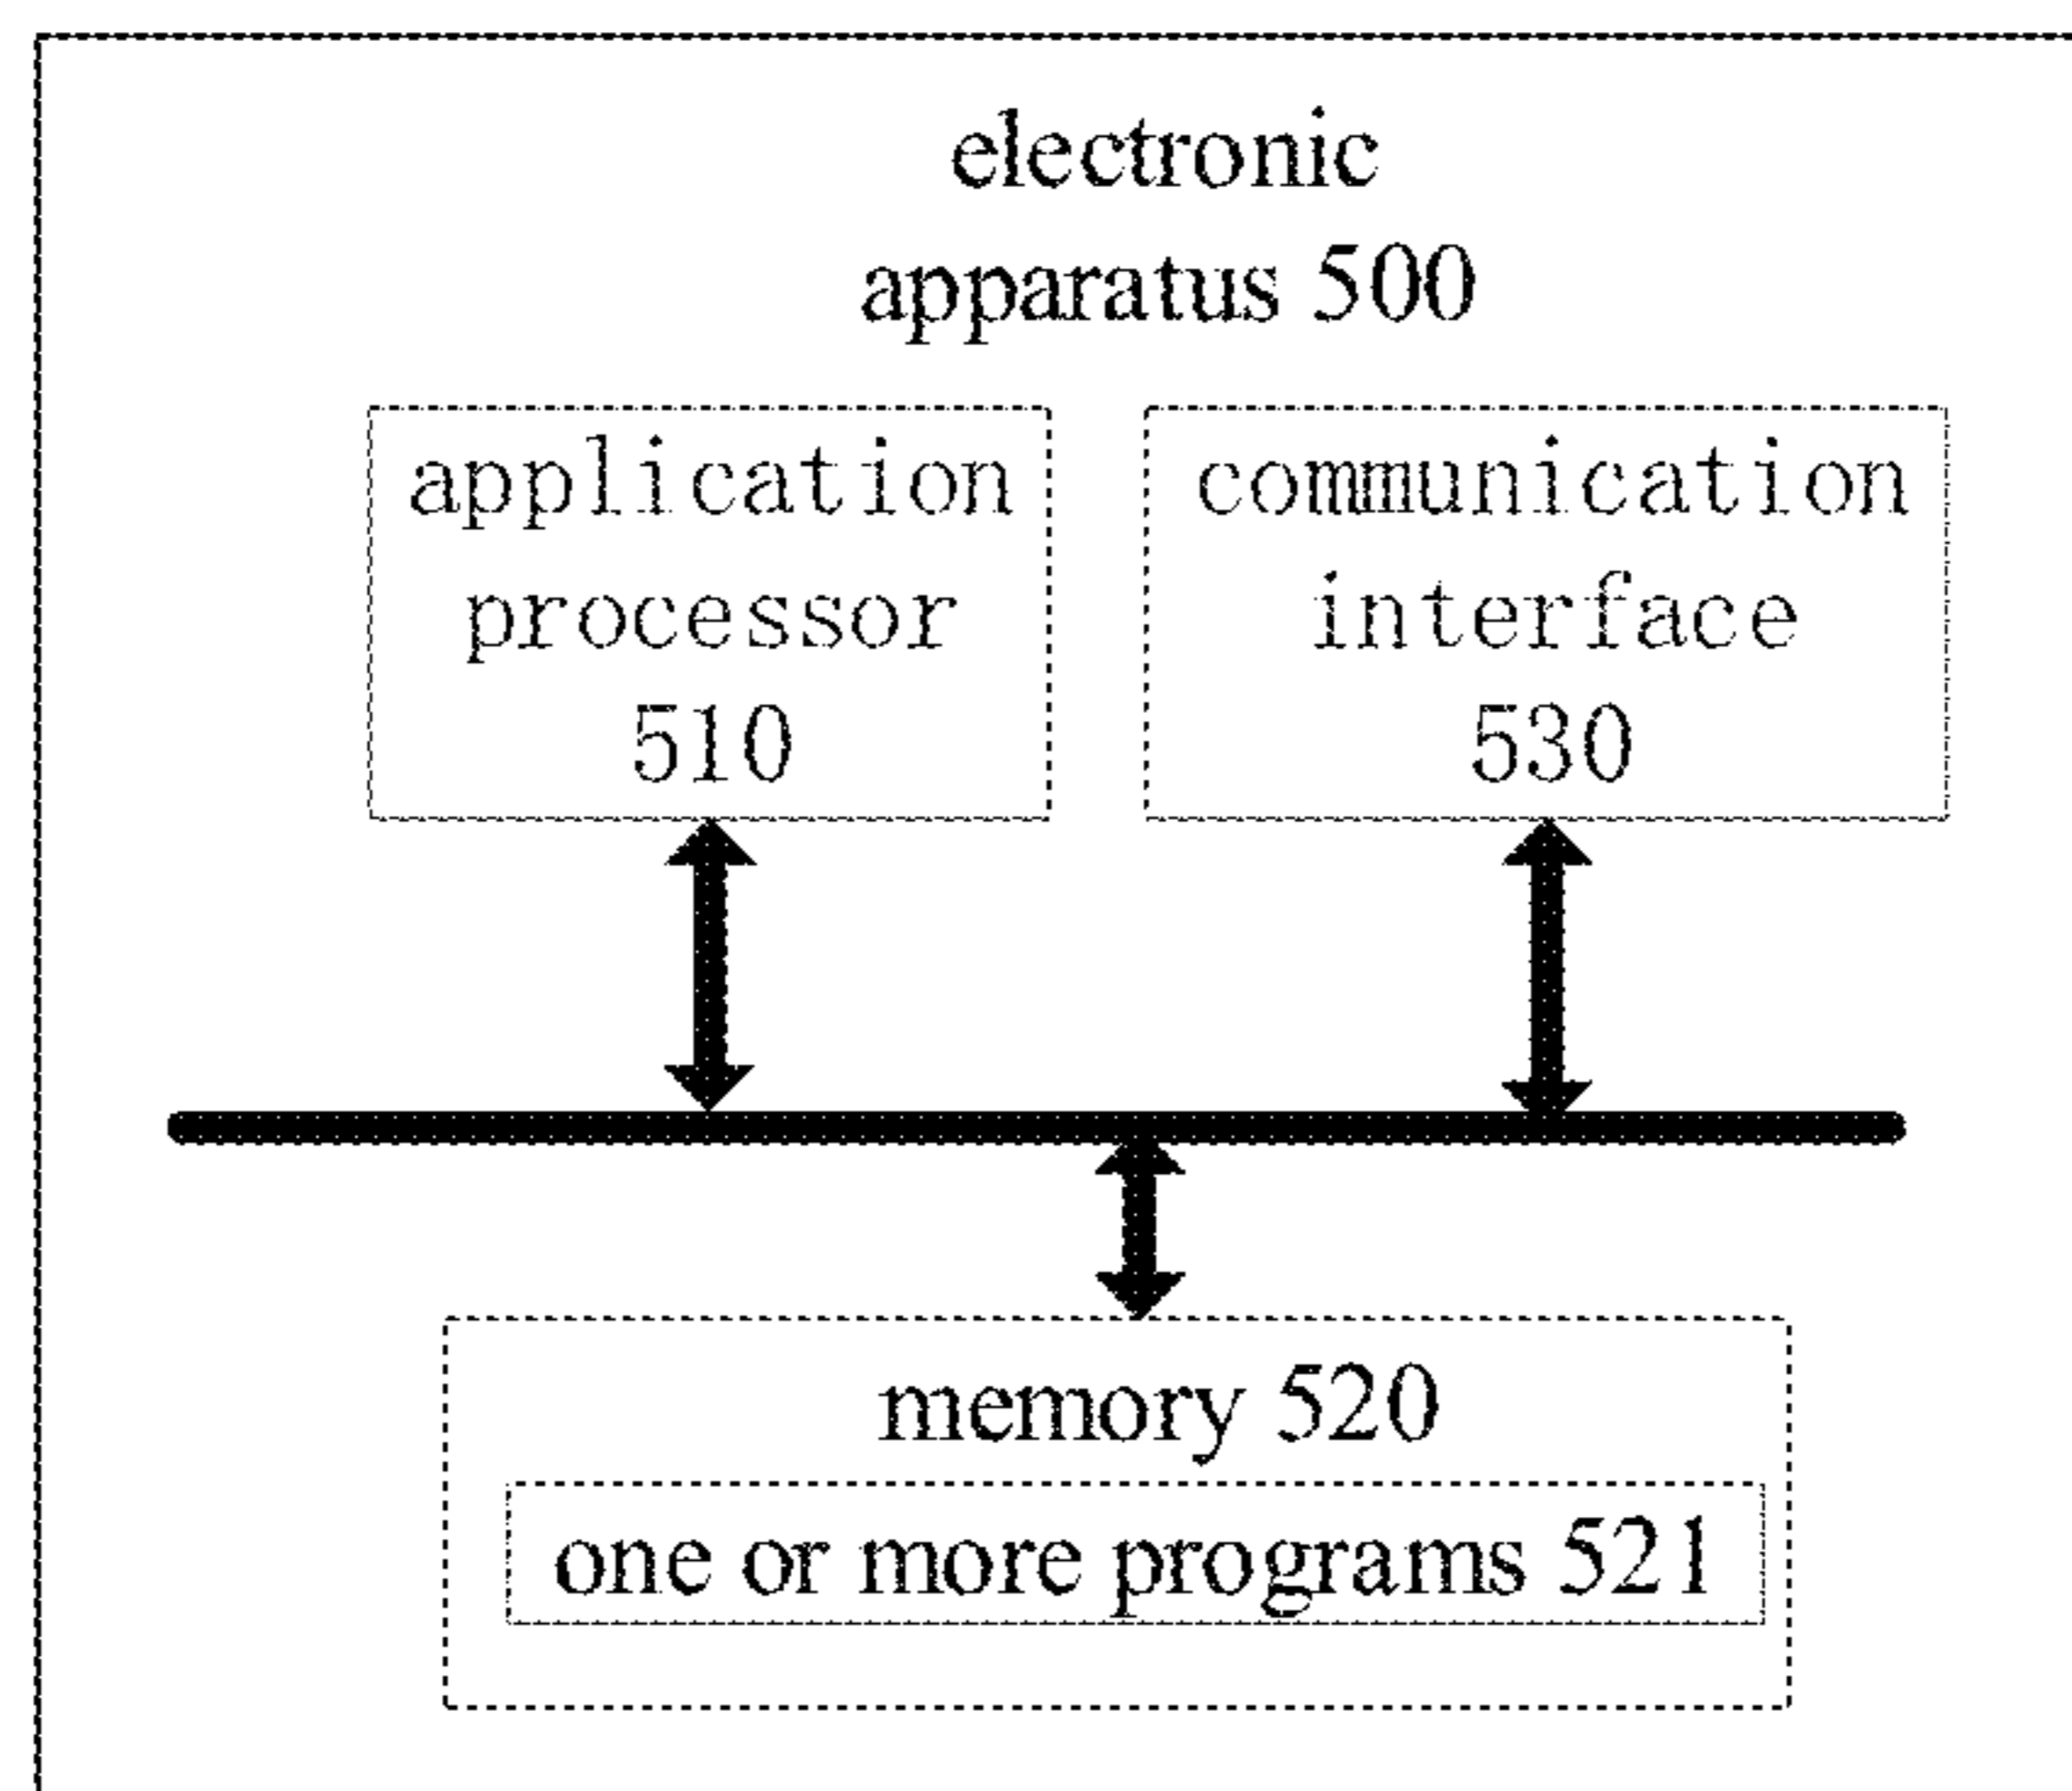 electronic
apparatus 500
application
processor
510
communication
interface
530
memory 520
one or more programs 521